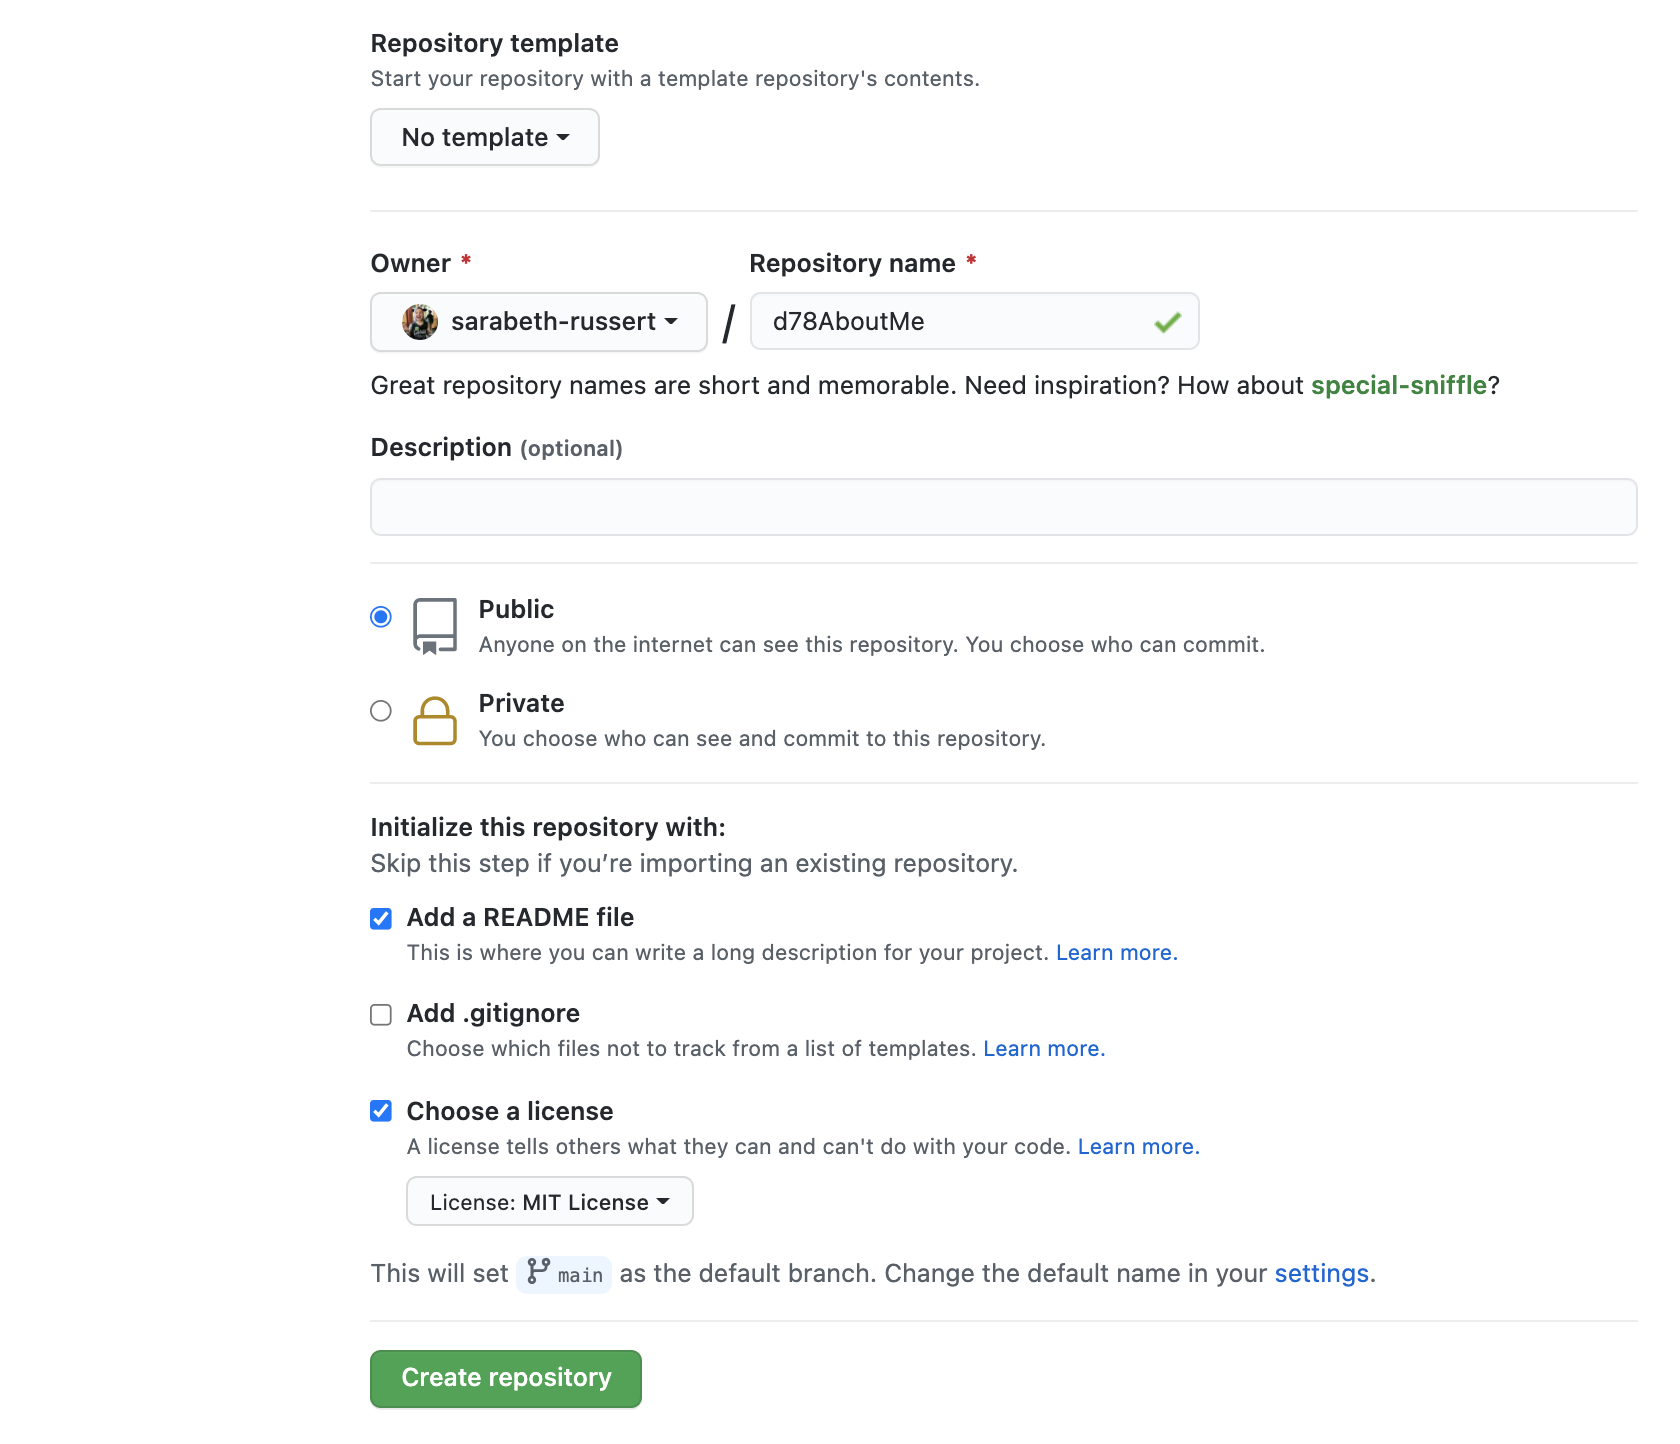 Repository template
Start your repository with a template repository's contents.
No template
Owner * Repository name *
sarabeth-russert / d78AboutMe
Great repository names are short and memorable. Need inspiration? How about special-sniffle?
Description (optional)
Public
Anyone on the internet can see this repository. You choose who can commit.
Private
You choose who can see and commit to this repository.
Initialize this repository with:
Skip this step if you’re importing an existing repository.
Add a README file
This is where you can write a long description for your project. Learn more.
Add .gitignore
Choose which files not to track from a list of templates. Learn more.
Choose a license
A license tells others what they can and can't do with your code. Learn more.
License: MIT License
This will set main as the default branch. Change the default name in your settings.
Create repository